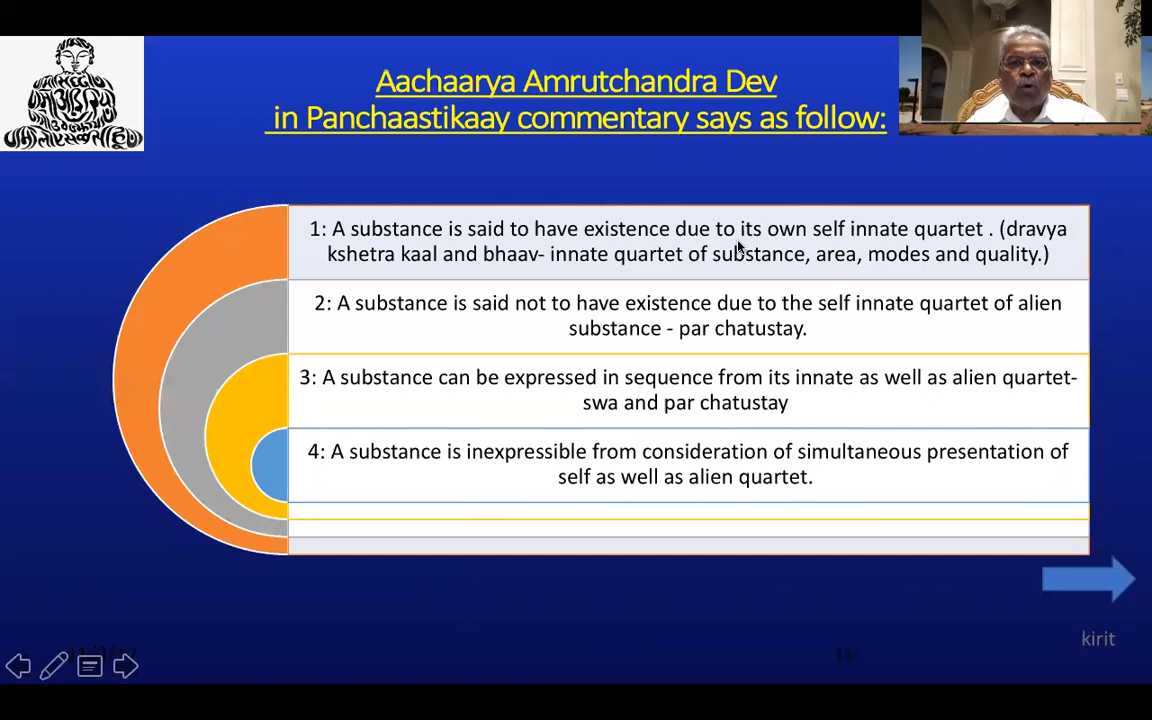 Aachaarya Amrutchandra Dev
in Panchaastikaay commentary says as follow:
1: A substance is said to have existence due to its own self innate quartet . (dravya
kshetra kaal and bhaav- innate quartet of substance, area, modes and quality.)
2: A substance is said not to have existence due to the self innate quartet of alien
substance - par chatustay.
3: A substance can be expressed in sequence from its innate as well as alien quartet-
swa and par chatustay
4: A substance is inexpressible from consideration of simultaneous presentation of
self as well as alien quartet.
kirit